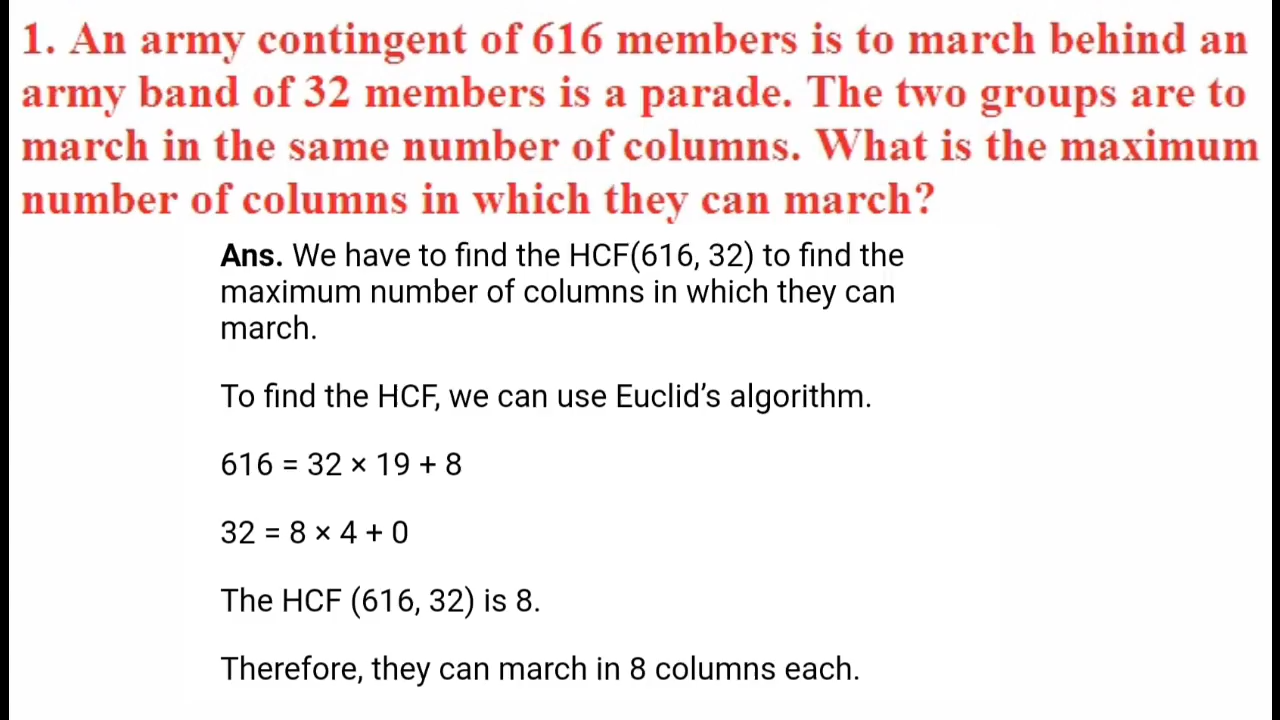 1. An army contingent of 616 members is to march behind an
army band of 32 members is a parade. The two groups are to
march in the same number of columns. What is the maximum
number of columns in which they can march?
Ans. We have to find the HCF(616, 32) to find the
maximum number of columns in which they can
march.
To find the HCF, we can use Euclid’s algorithm.
616 = 32 × 19 + 8
32 = 8 × 4 + 0
The HCF (616, 32) is 8.
Therefore, they can march in 8 columns each.